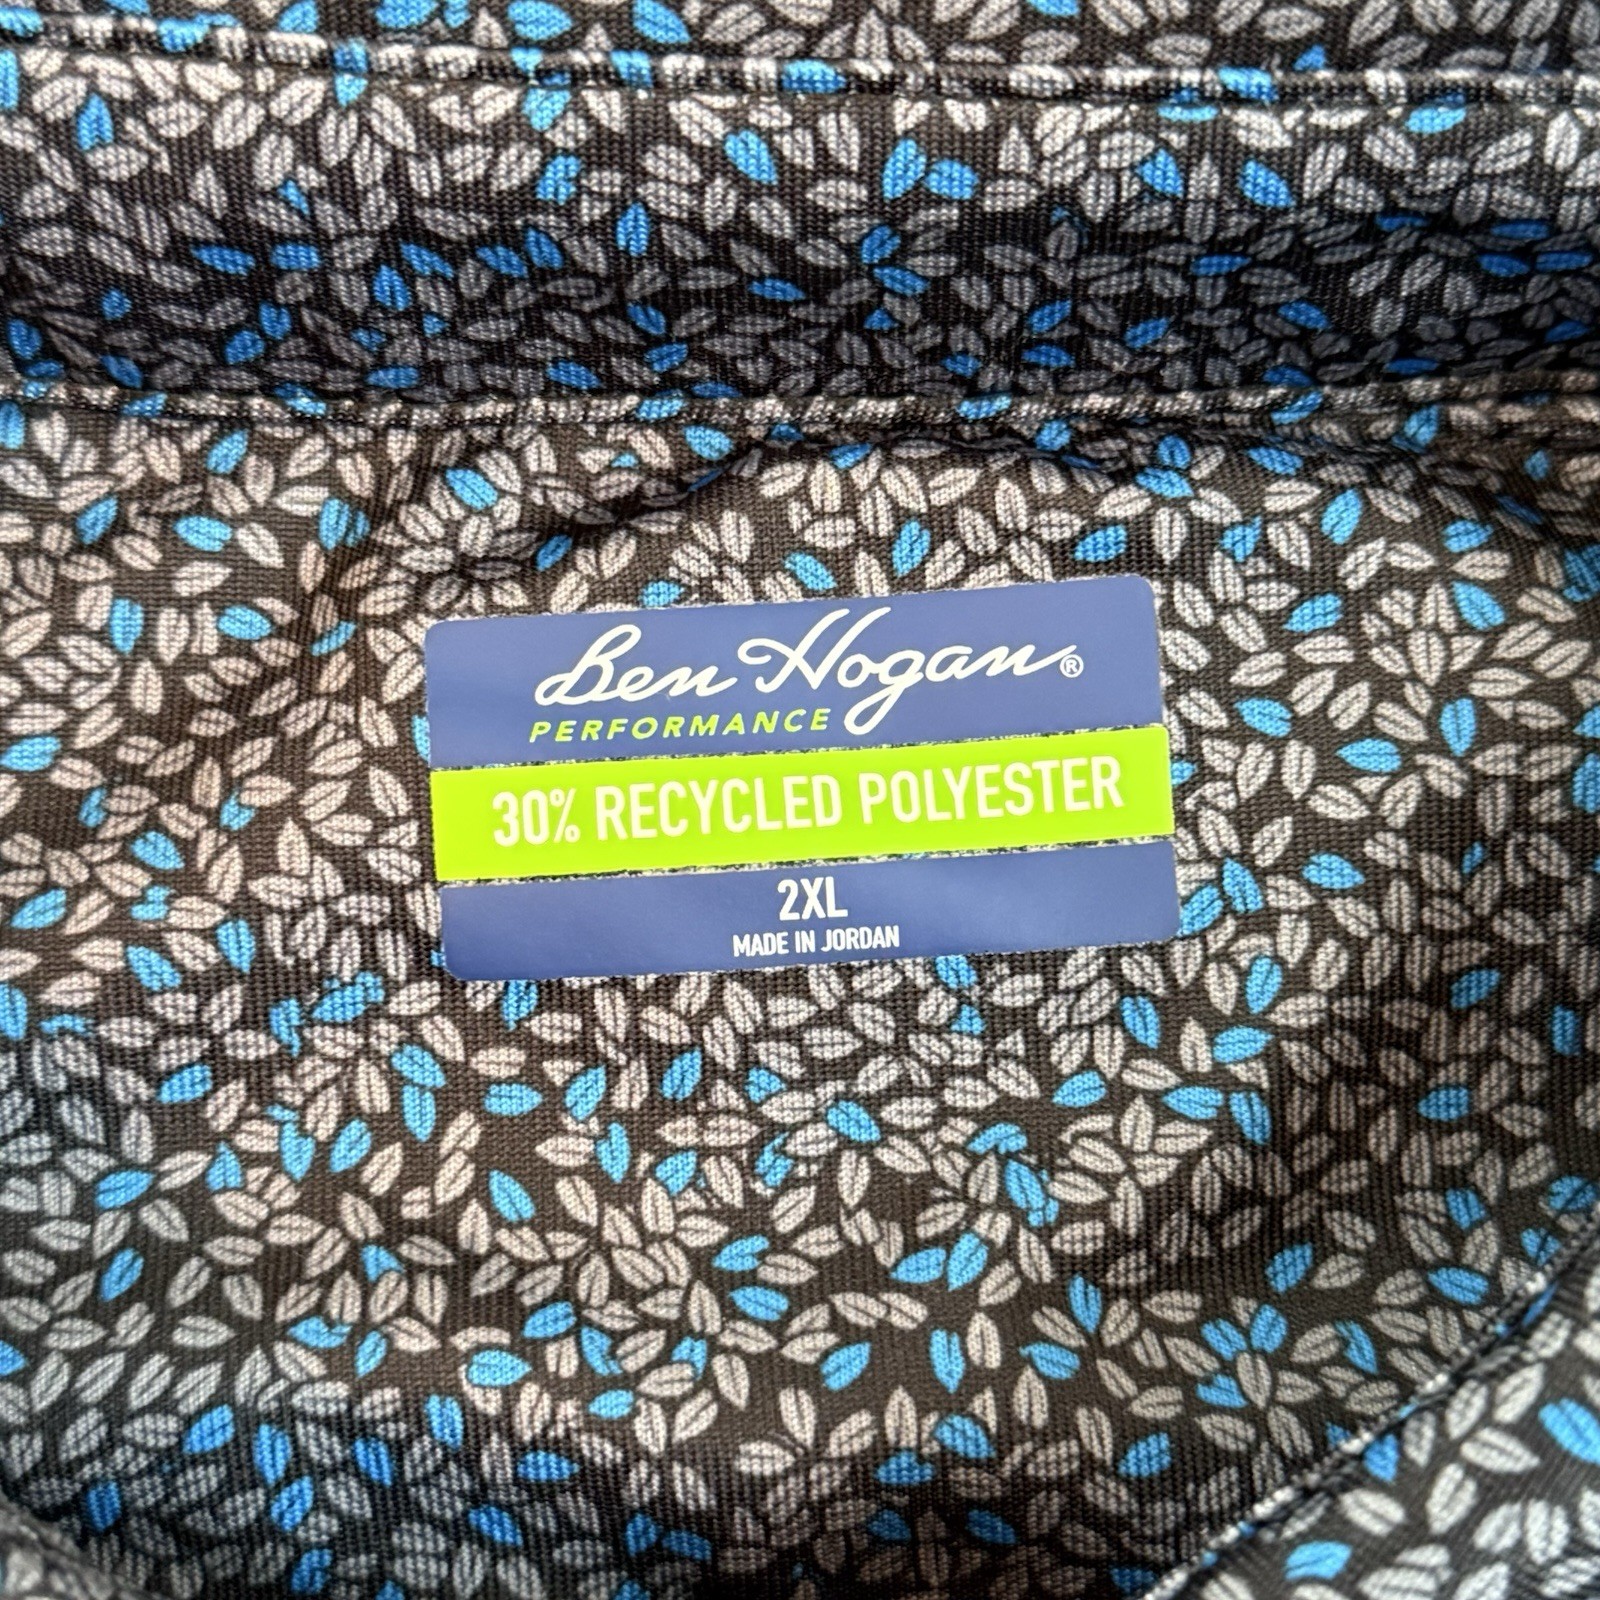 Ben Hogan®
PERFORMANCE
30% RECYCLED POLYESTER
2XL
MADE IN JORDAN